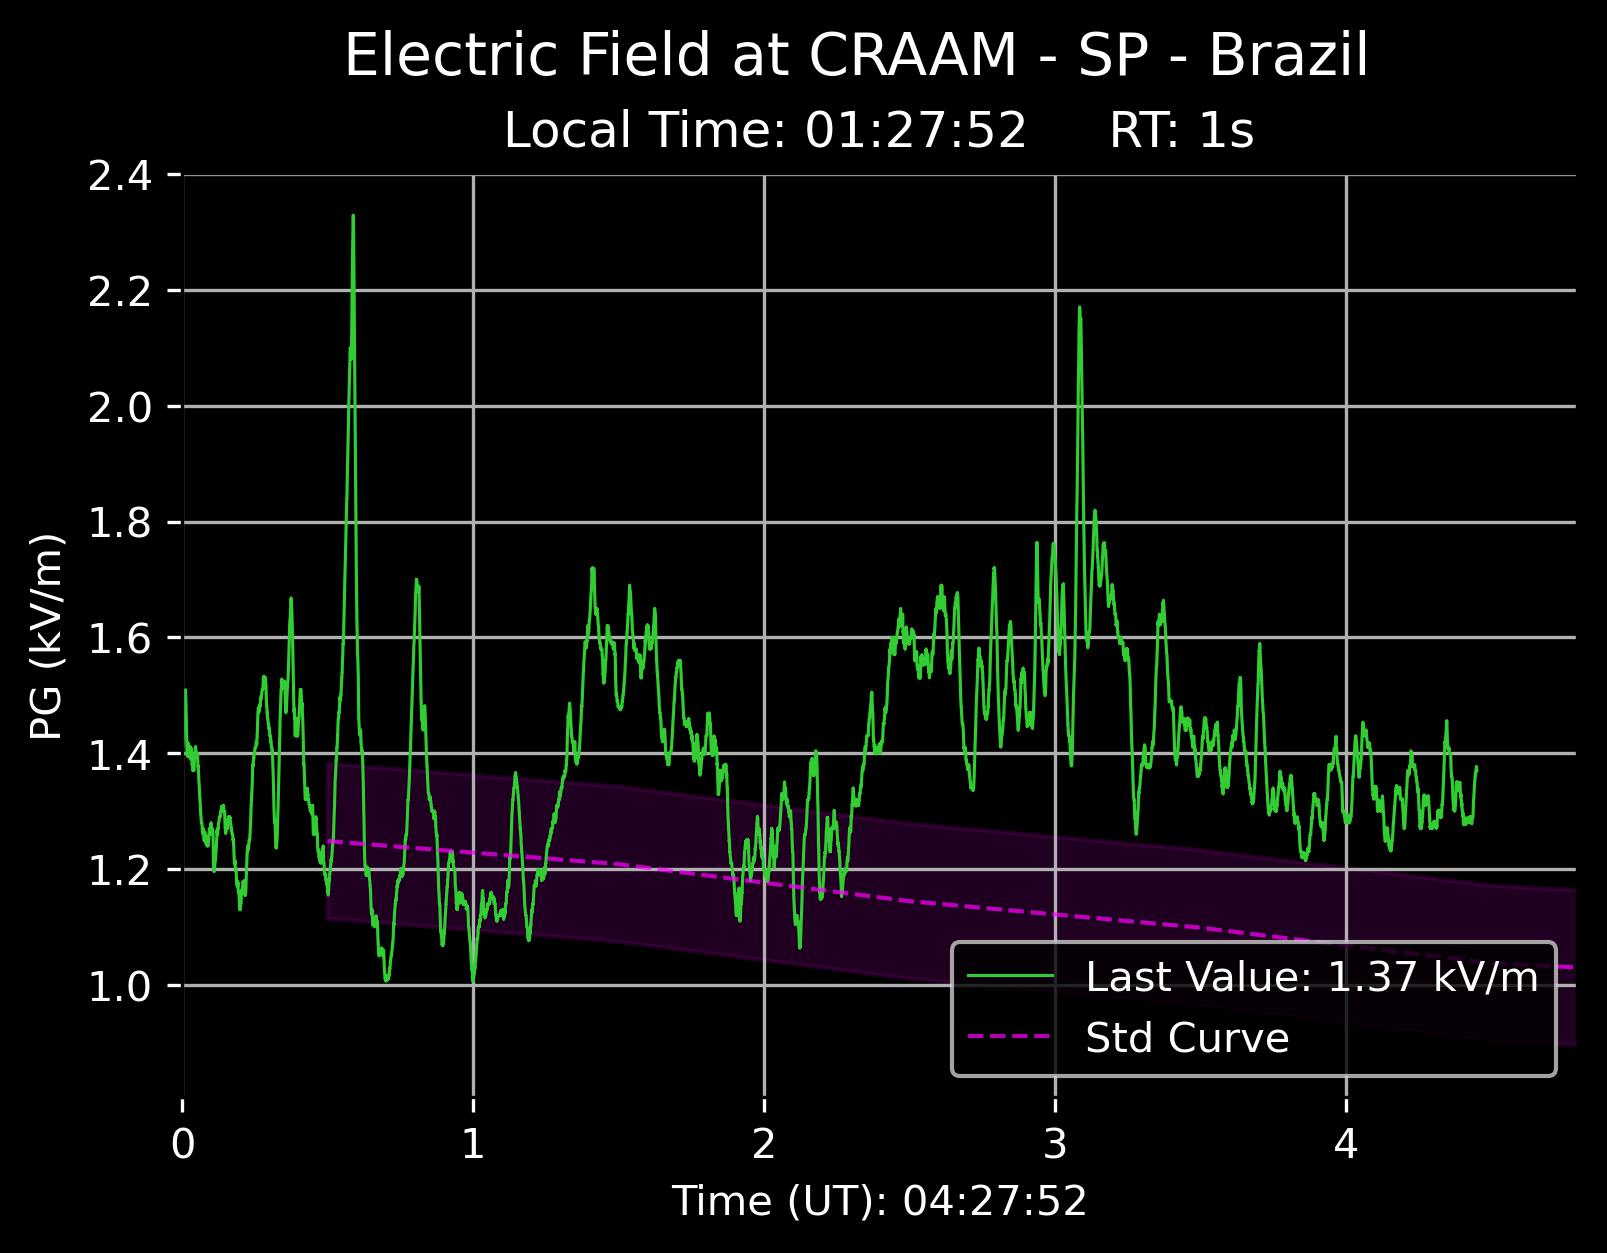 Electric Field at CRAAM - SP - Brazil
Local Time: 01:27:52 RT: 1s
2.4
2.2
2.0
1.8
1.6
1.4
1.2
1.0
PG (kV/m)
Last Value: 1.37 kV/m
Std Curve
0 1 2 3 4
Time (UT): 04:27:52